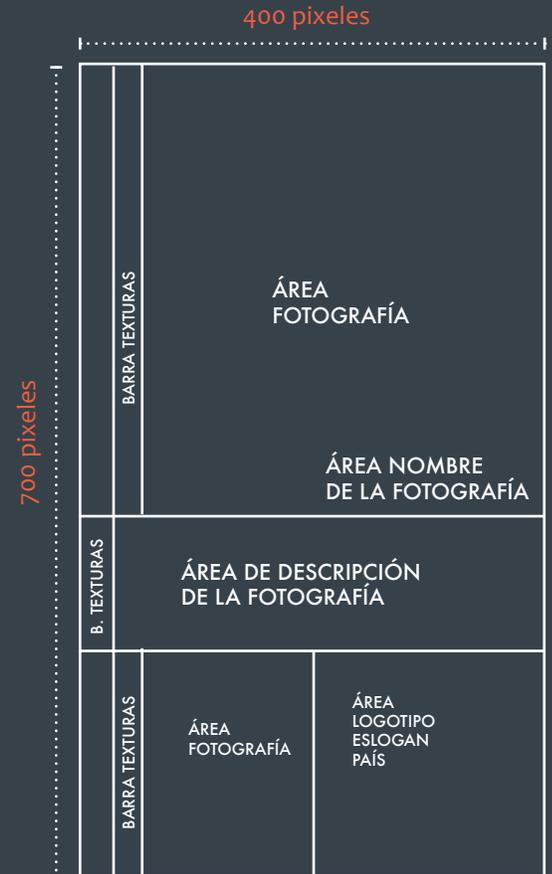 400 pixeles
700 pixeles
BARRA TEXTURAS
ÁREA
FOTOGRAFÍA
ÁREA NOMBRE
DE LA FOTOGRAFÍA
B. TEXTURAS
ÁREA DE DESCRIPCIÓN
DE LA FOTOGRAFÍA
BARRA TEXTURAS
ÁREA
FOTOGRAFÍA
ÁREA
LOGOTIPO
ESLOGAN
PAÍS